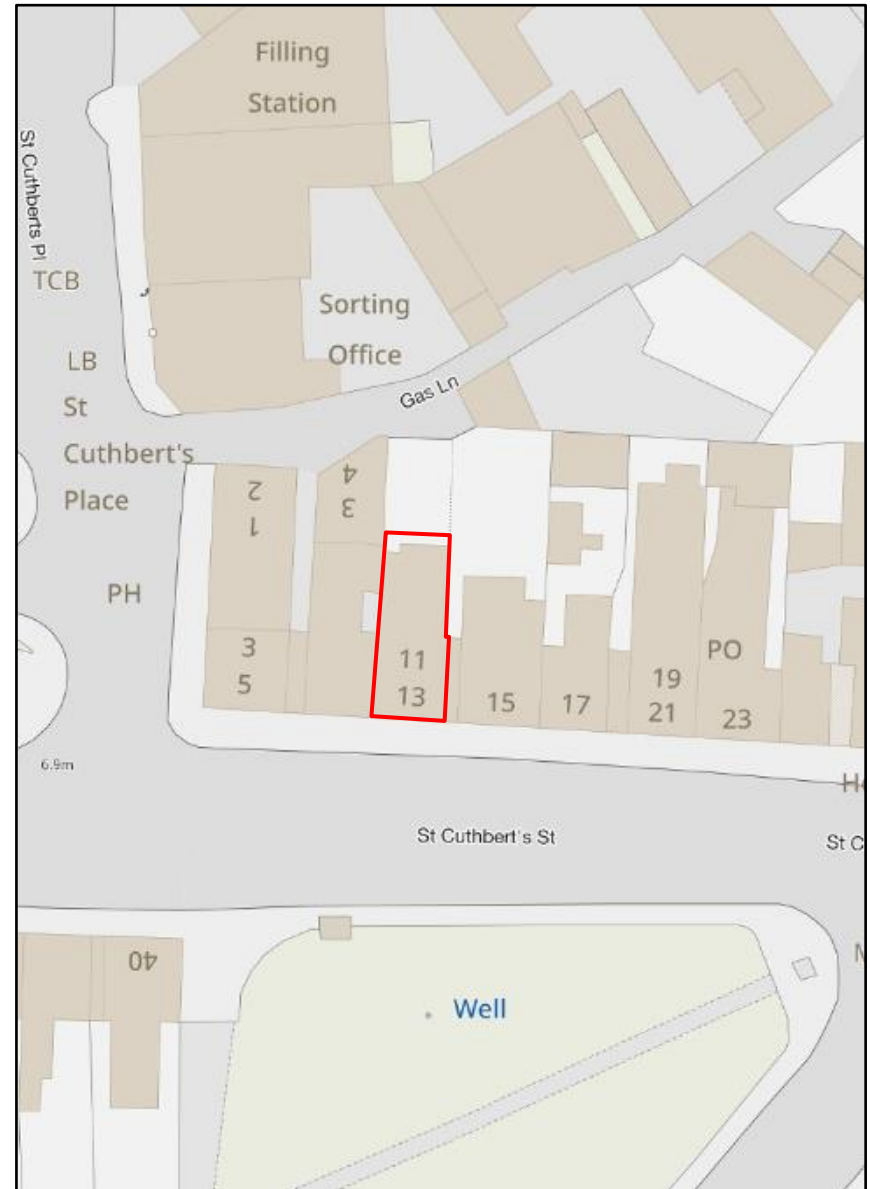 Filling
Station
St Cuthberts Pl
TCB
Sorting
Office
LB
Gas Ln
St
Cuthbert's
Place
2
1
4
3
PH
3
5
11
13
15
17
19
21
PO
23
6.9m
St Cuthbert's St
St C
40
Well